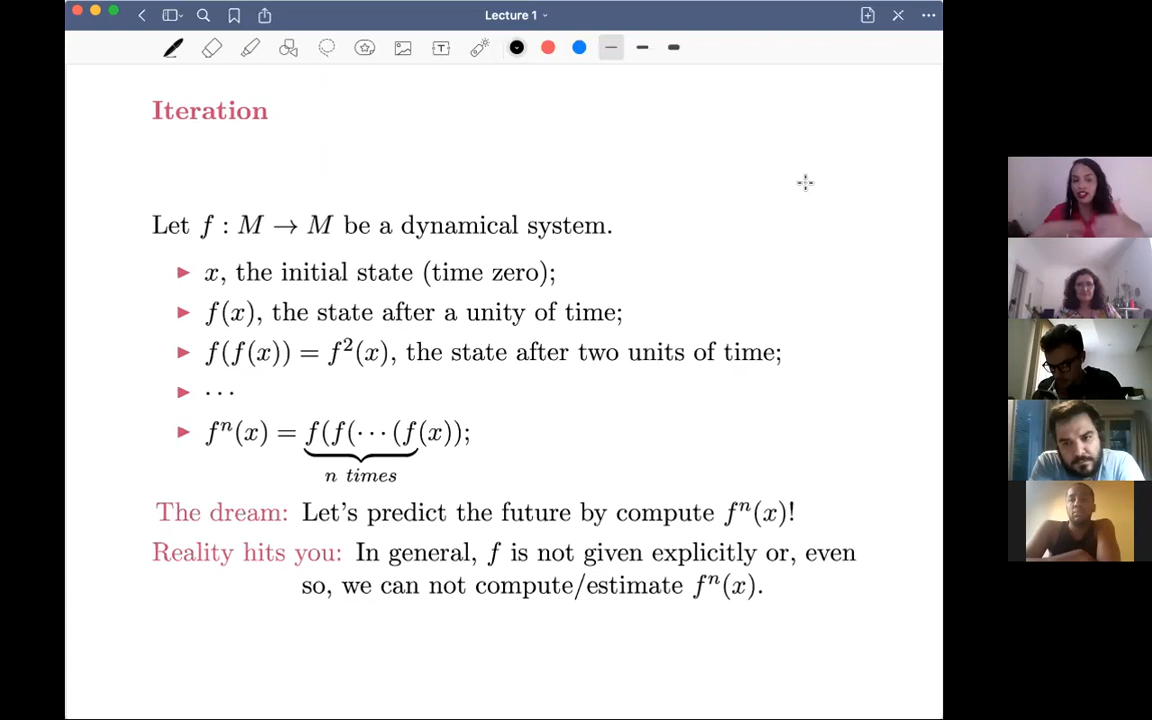 Lecture 1
Iteration
Let f : M → M be a dynamical system.
▶ x, the initial state (time zero);
▶ f(x), the state after a unity of time;
▶ f(f(x)) = f²(x), the state after two units of time;
▶ ···
▶ fⁿ(x) = f(f(···(f(x));
n times
The dream: Let's predict the future by compute fⁿ(x)!
Reality hits you: In general, f is not given explicitly or, even
so, we can not compute/estimate fⁿ(x).